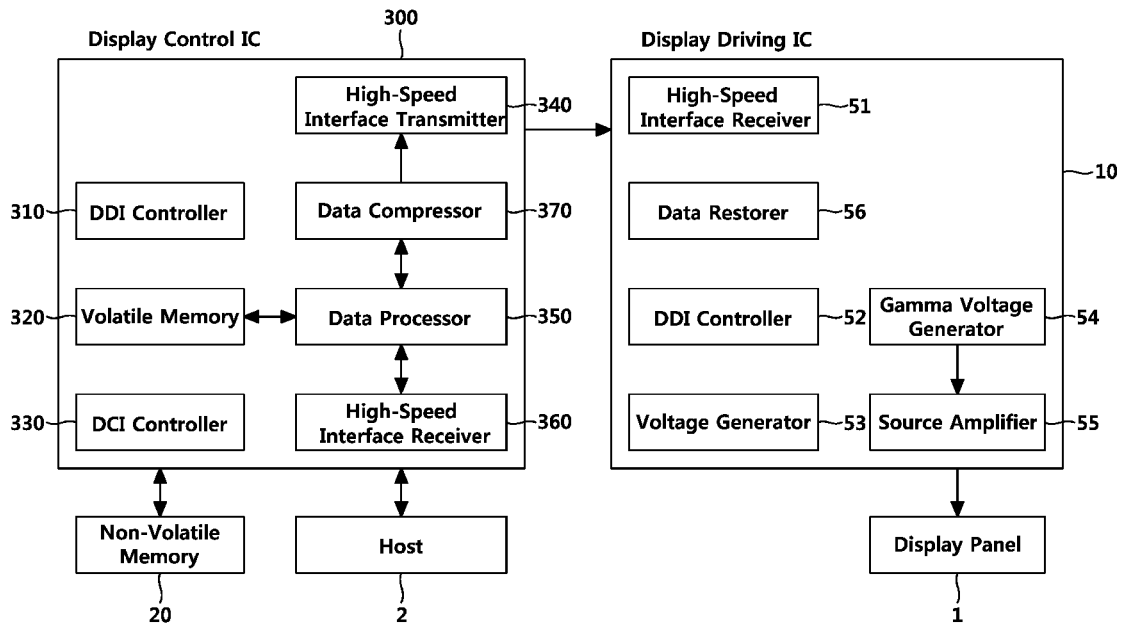 300
Display Control IC
Display Driving IC
High-Speed
Interface Transmitter
340
High-Speed
Interface Receiver
51
10
310
DDI Controller
Data Compressor
370
Data Restorer
56
320
Volatile Memory
Data Processor
350
DDI Controller
52
Gamma Voltage
Generator
54
330
DCI Controller
High-Speed
Interface Receiver
360
Voltage Generator
53
Source Amplifier
55
Non-Volatile
Memory
Host
Display Panel
20
2
1